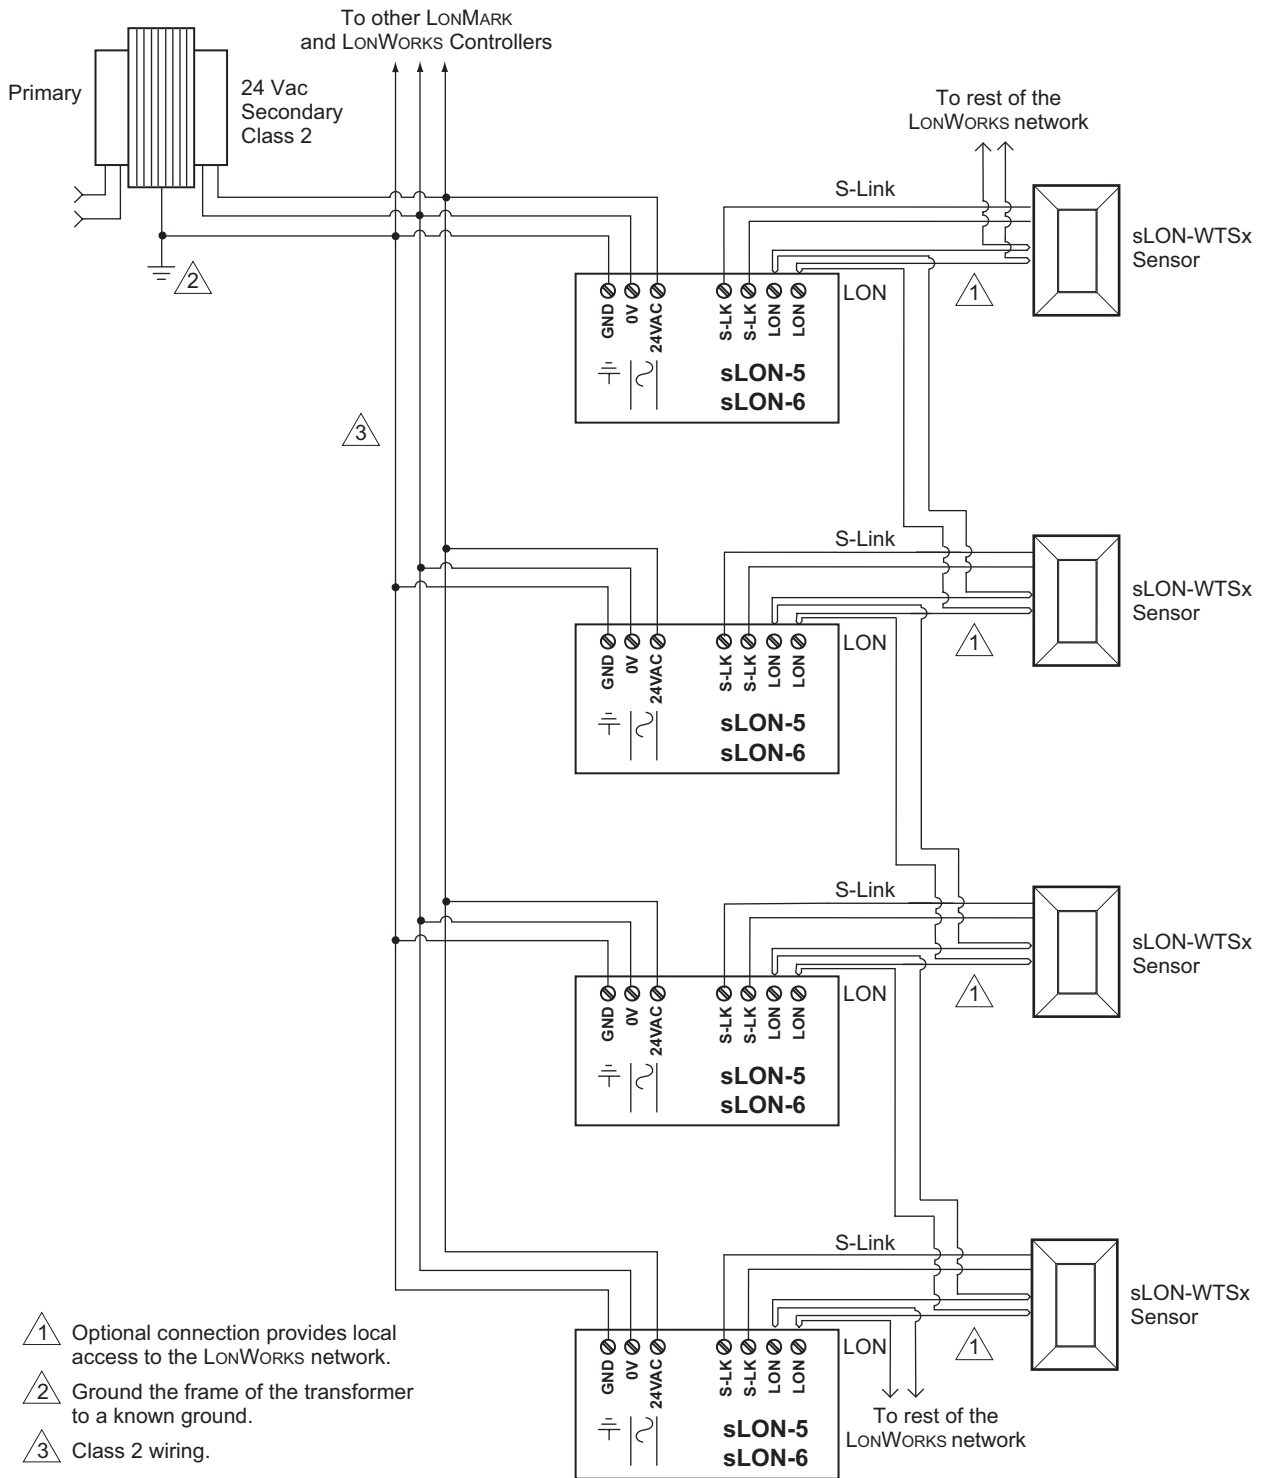 To other LONMARK
and LONWORKS Controllers
Primary
24 Vac
Secondary
Class 2
To rest of the
LONWORKS network
S-Link
sLON-WTSx
Sensor
2
1
GND
0V
24VAC
S-LK
S-LK
LON
LON
LON
sLON-5
sLON-6
3
S-Link
sLON-WTSx
Sensor
1
GND
0V
24VAC
S-LK
S-LK
LON
LON
LON
sLON-5
sLON-6
S-Link
sLON-WTSx
Sensor
1
GND
0V
24VAC
S-LK
S-LK
LON
LON
LON
sLON-5
sLON-6
S-Link
sLON-WTSx
Sensor
1
GND
0V
24VAC
S-LK
S-LK
LON
LON
LON
sLON-5
sLON-6
To rest of the
LONWORKS network
1 Optional connection provides local
access to the LONWORKS network.
2 Ground the frame of the transformer
to a known ground.
3 Class 2 wiring.